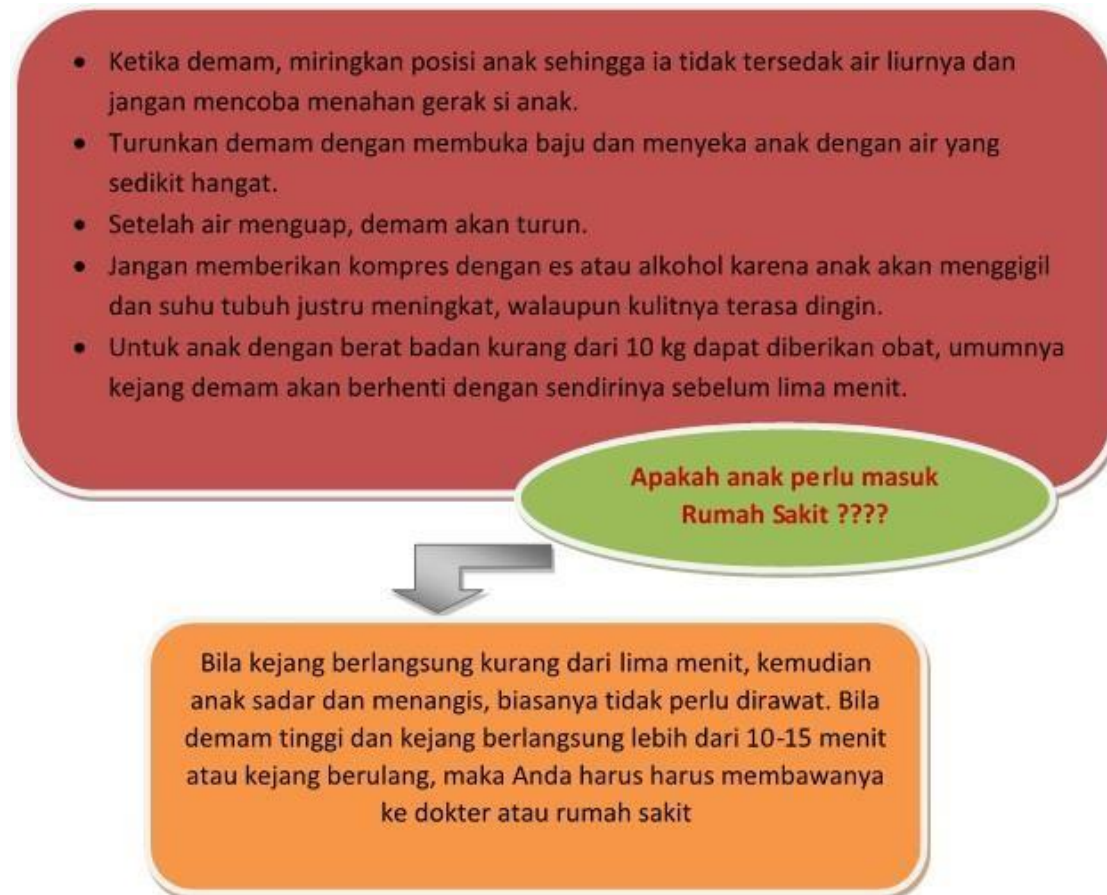 • Ketika demam, miringkan posisi anak sehingga ia tidak tersedak air liurnya dan
jangan mencoba menahan gerak si anak.
• Turunkan demam dengan membuka baju dan menyeka anak dengan air yang
sedikit hangat.
• Setelah air menguap, demam akan turun.
• Jangan memberikan kompres dengan es atau alkohol karena anak akan menggigil
dan suhu tubuh justru meningkat, walaupun kulitnya terasa dingin.
• Untuk anak dengan berat badan kurang dari 10 kg dapat diberikan obat, umumnya
kejang demam akan berhenti dengan sendirinya sebelum lima menit.
Apakah anak perlu masuk
Rumah Sakit ????
Bila kejang berlangsung kurang dari lima menit, kemudian
anak sadar dan menangis, biasanya tidak perlu dirawat. Bila
demam tinggi dan kejang berlangsung lebih dari 10-15 menit
atau kejang berulang, maka Anda harus harus membawanya
ke dokter atau rumah sakit